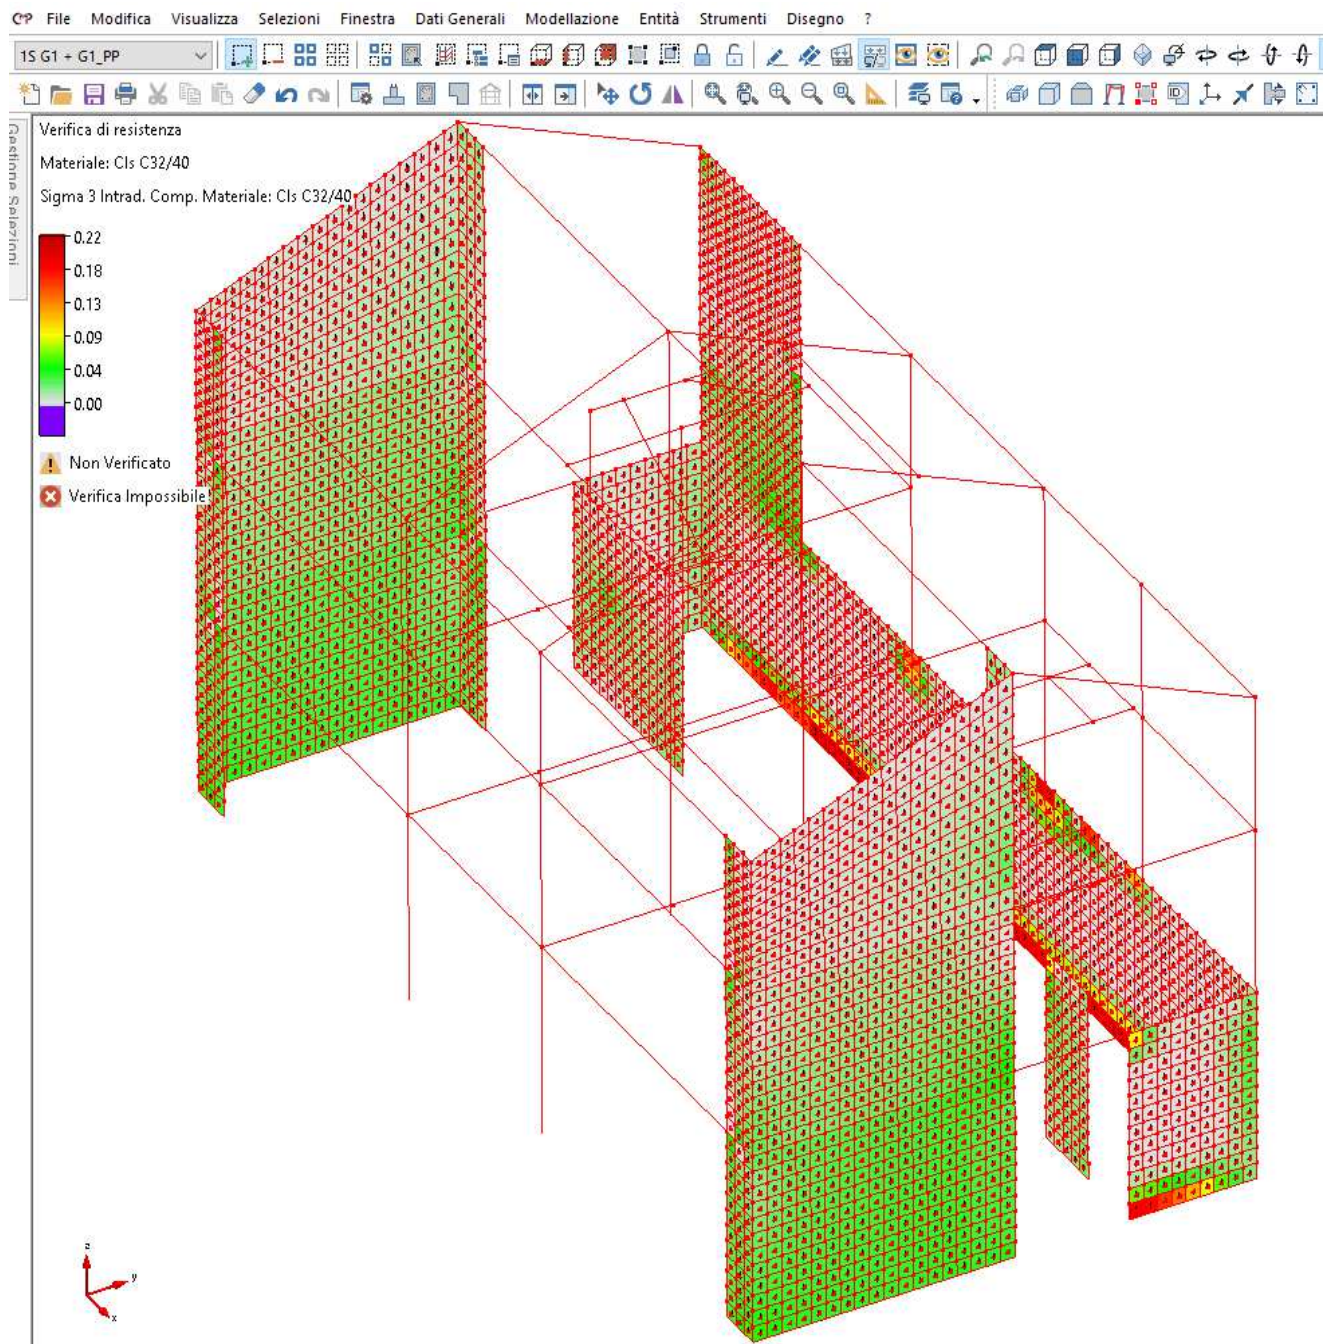 File Modifica Visualizza Selezioni Finestra Dati Generali Modellazione Entità Strumenti Disegno ?
1S G1 + G1_PP
Gestione Selezioni
Verifica di resistenza
Materiale: Cls C32/40
Sigma 3 Intrad. Comp. Materiale: Cls C32/40
0.22
0.18
0.13
0.09
0.04
0.00
Non Verificato
Verifica Impossibile!
z
y
x